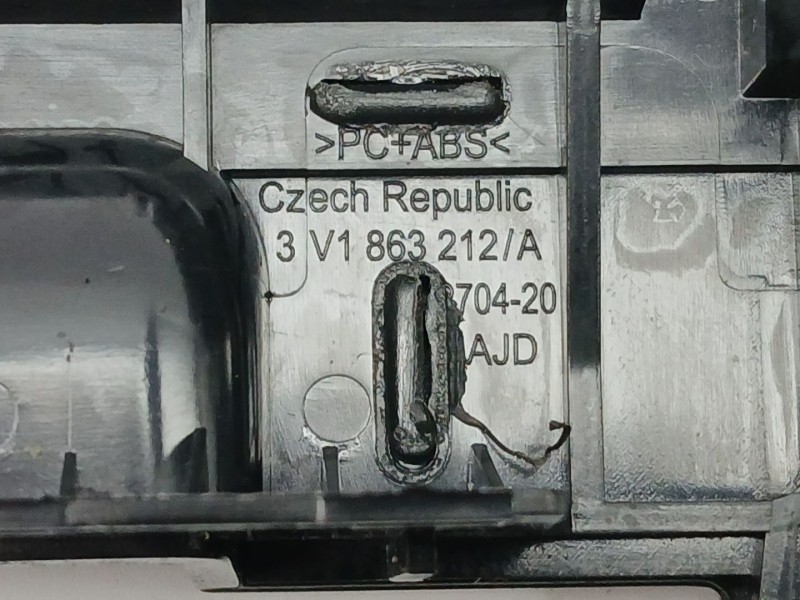 >PC+ABS<
Czech Republic
3 V1 863 212/A
704-20
AJD